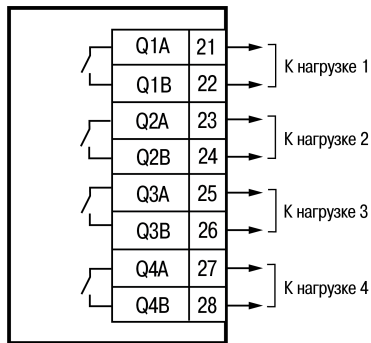 Q1A 21
Q1B 22
К нагрузке 1
Q2A 23
Q2B 24
К нагрузке 2
Q3A 25
Q3B 26
К нагрузке 3
Q4A 27
Q4B 28
К нагрузке 4